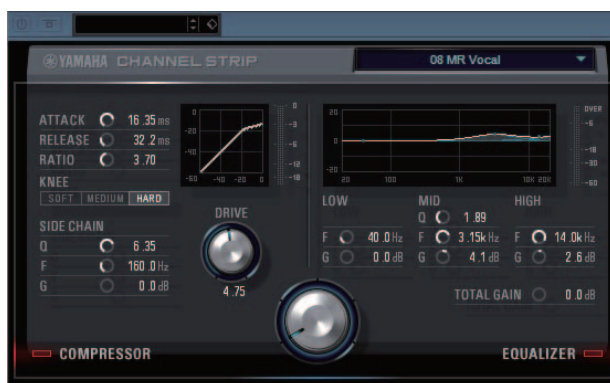 YAMAHA CHANNEL STRIP
08 MR Vocal
ATTACK 16.35 ms
RELEASE 32.2 ms
RATIO 3.70
KNEE
SOFT MEDIUM HARD
SIDE CHAIN
Q 6.35
F 160.0 Hz
G 0.0 dB
0
-20
-40
-60 -40 -20 0
0
-3
-6
-12
-18
DRIVE
4.75
20
0
-20
20 100 1K 10K 20K
OVER
-6
-18
-30
-60
LOW MID HIGH
Q 1.89
F 40.0 Hz F 3.15k Hz F 14.0k Hz
G 0.0 dB G 4.1 dB G 2.6 dB
TOTAL GAIN 0.0 dB
COMPRESSOR
EQUALIZER